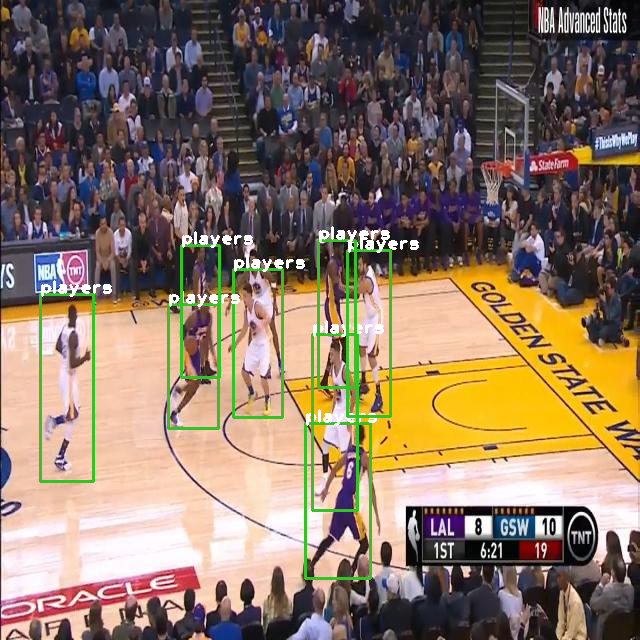 NBA Advanced Stats
#ThisIsWhyWePlay
State Farm
/S
NBA TNT
players
players
players
players
players
players
players
players
GOLDEN STATE WA
6
LAL 8 GSW 10
1ST 6:21 19
TNT
ORACLE